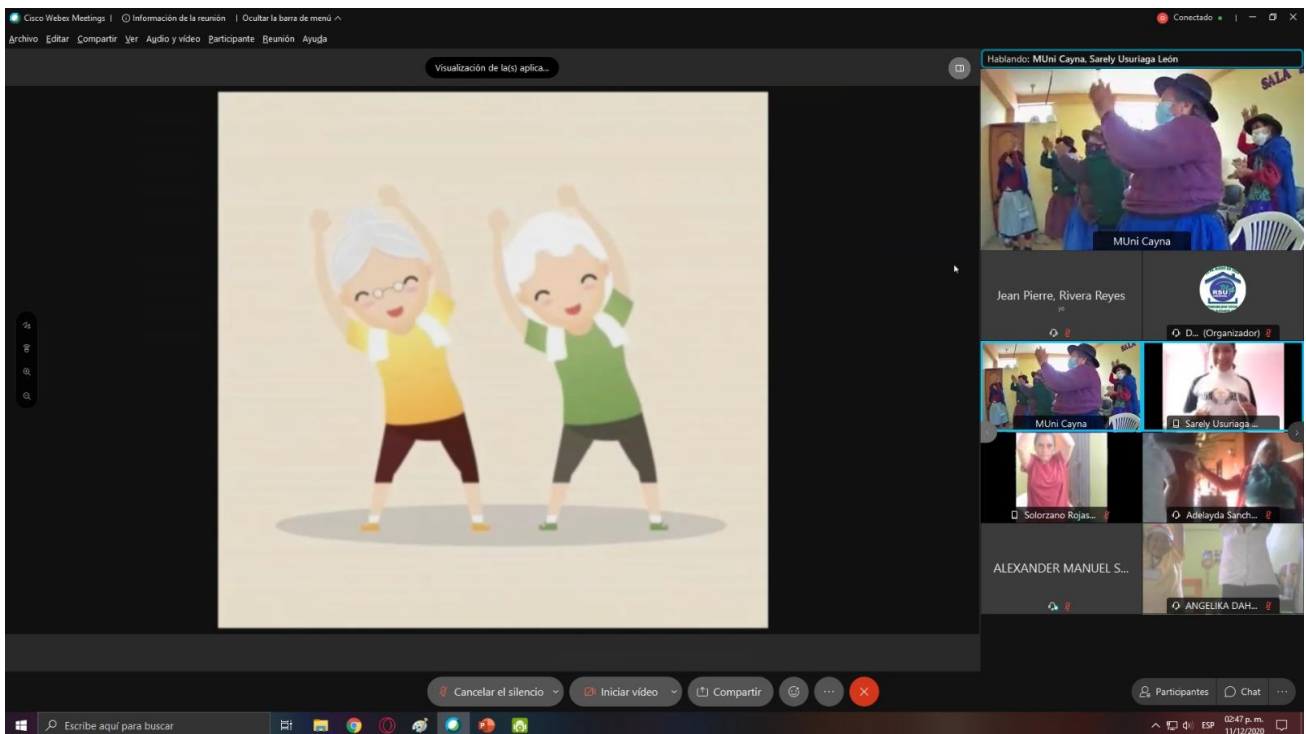 Cisco Webex Meetings | Información de la reunión | Ocultar la barra de menú
Conectado
Archivo Editar Compartir Ver Audio y vídeo Participante Reunión Ayuda
Visualización de la(s) aplica...
Hablando: MUni Cayna, Sarely Usuriaga León
SALA
MUni Cayna
Jean Pierre, Rivera Reyes
yo
RSU
D... (Organizador)
SALA
MUni Cayna
Sarely Usuriaga ...
Solorzano Rojas...
Adelayda Sanch...
ALEXANDER MANUEL S...
ANGELIKA DAH...
Cancelar el silencio
Iniciar vídeo
Compartir
Participantes
Chat
Escribe aquí para buscar
ESP
02:47 p. m.
11/12/2020